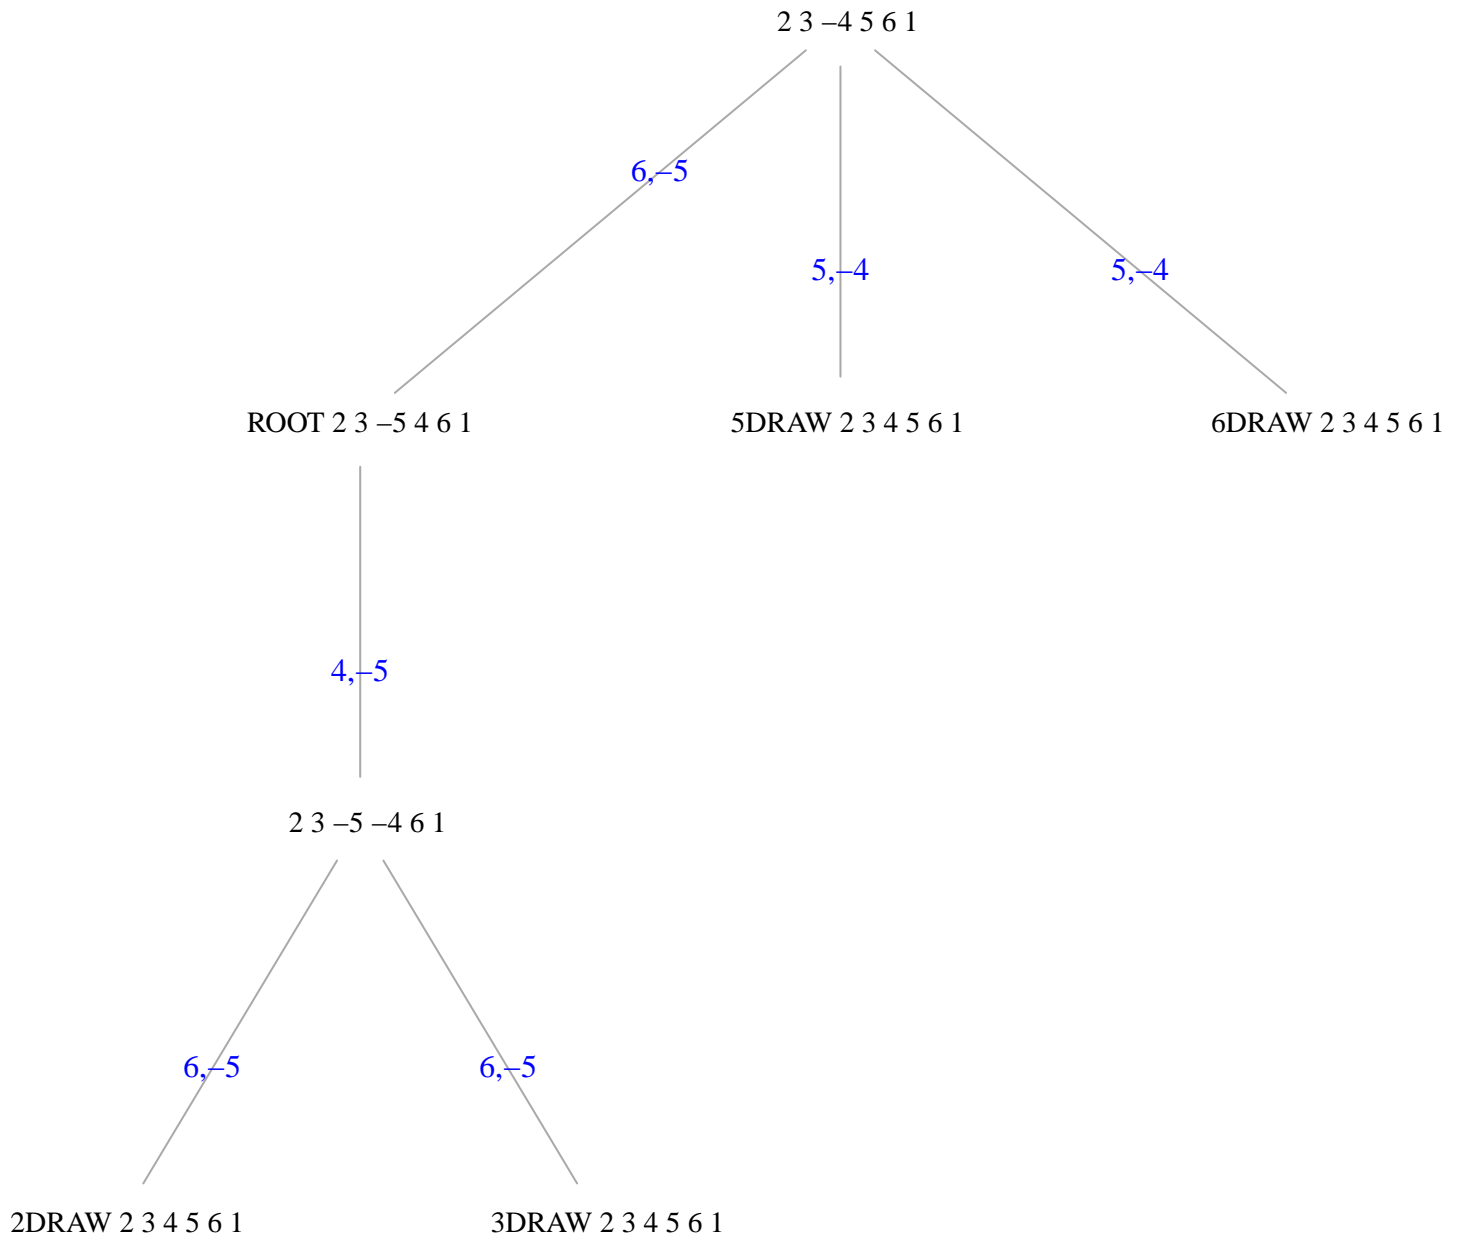 2 3 –4 5 6 1
6,–5
5,–4
5,–4
ROOT 2 3 –5 4 6 1
5DRAW 2 3 4 5 6 1
6DRAW 2 3 4 5 6 1
4,–5
2 3 –5 –4 6 1
6,–5
6,–5
2DRAW 2 3 4 5 6 1
3DRAW 2 3 4 5 6 1